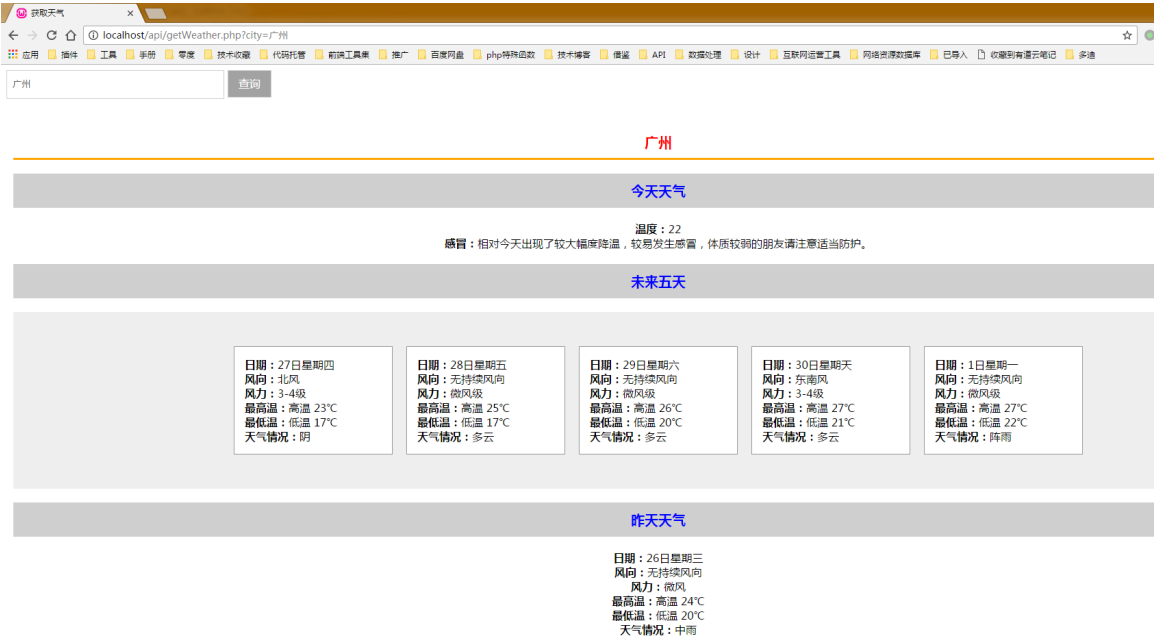 获取天气
localhost/api/getWeather.php?city=广州
应用 插件 工具 手册 零度 技术收藏 代码托管 前端工具集 推广 百度网盘 php特殊函数 技术博客 借鉴 API 数据处理 设计 互联网运营工具 网络资源数据库 已导入 收藏到有道云笔记 多迪
广州 查询
广州
今天天气
温度：22
感冒：相对今天出现了较大幅度降温，较易发生感冒，体质较弱的朋友请注意适当防护。
未来五天
日期：27日星期四
风向：北风
风力：3-4级
最高温：高温 23℃
最低温：低温 17℃
天气情况：阴
日期：28日星期五
风向：无持续风向
风力：微风级
最高温：高温 25℃
最低温：低温 17℃
天气情况：多云
日期：29日星期六
风向：无持续风向
风力：微风级
最高温：高温 26℃
最低温：低温 20℃
天气情况：多云
日期：30日星期天
风向：东南风
风力：3-4级
最高温：高温 27℃
最低温：低温 21℃
天气情况：多云
日期：1日星期一
风向：无持续风向
风力：微风级
最高温：高温 27℃
最低温：低温 22℃
天气情况：阵雨
昨天天气
日期：26日星期三
风向：无持续风向
风力：微风
最高温：高温 24℃
最低温：低温 20℃
天气情况：中雨